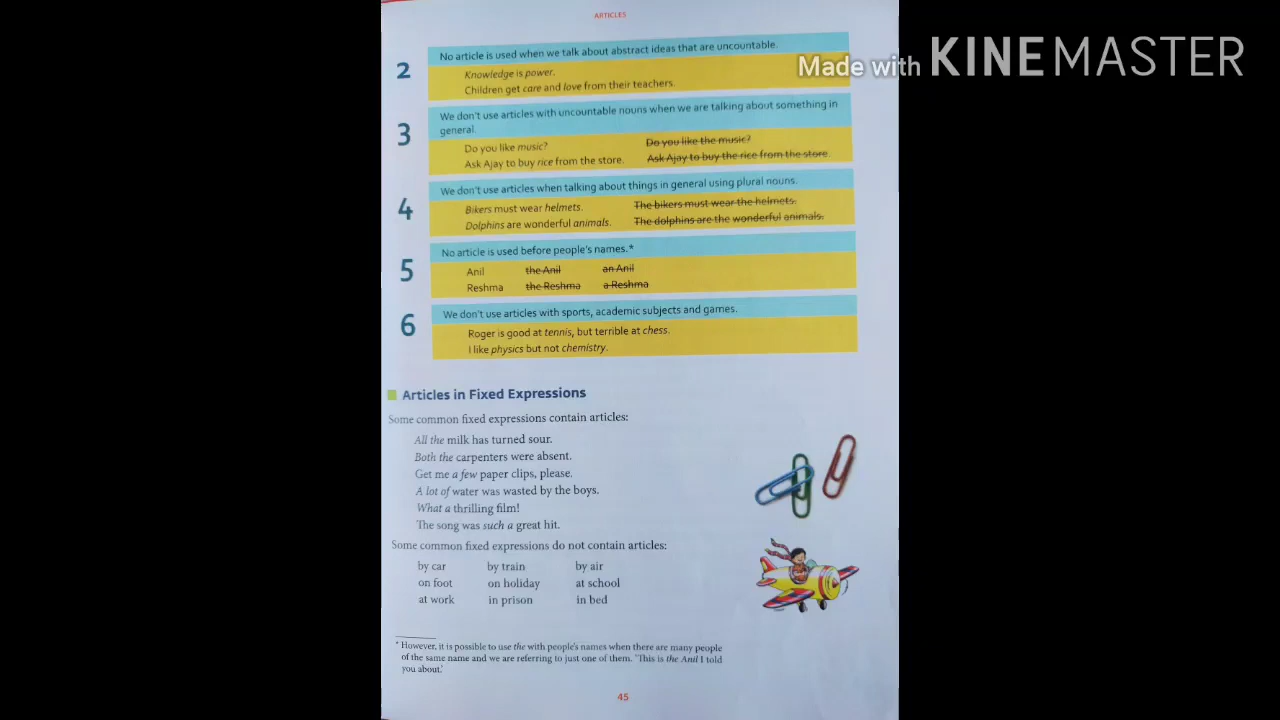 ARTICLES
Made with KINEMASTER
2
No article is used when we talk about abstract ideas that are uncountable.
Knowledge is power.
Children get care and love from their teachers.
3
We don't use articles with uncountable nouns when we are talking about something in
general.
Do you like music? Do you like the music?
Ask Ajay to buy rice from the store. Ask Ajay to buy the rice from the store.
4
We don't use articles when talking about things in general using plural nouns.
Bikers must wear helmets. The bikers must wear the helmets.
Dolphins are wonderful animals. The dolphins are the wonderful animals.
5
No article is used before people's names.*
Anil the Anil an Anil
Reshma the Reshma a Reshma
6
We don't use articles with sports, academic subjects and games.
Roger is good at tennis, but terrible at chess.
I like physics but not chemistry.
Articles in Fixed Expressions
Some common fixed expressions contain articles:
All the milk has turned sour.
Both the carpenters were absent.
Get me a few paper clips, please.
A lot of water was wasted by the boys.
What a thrilling film!
The song was such a great hit.
Some common fixed expressions do not contain articles:
by car by train by air
on foot on holiday at school
at work in prison in bed
* However, it is possible to use the with people's names when there are many people
of the same name and we are referring to just one of them. 'This is the Anil I told
you about.'
45